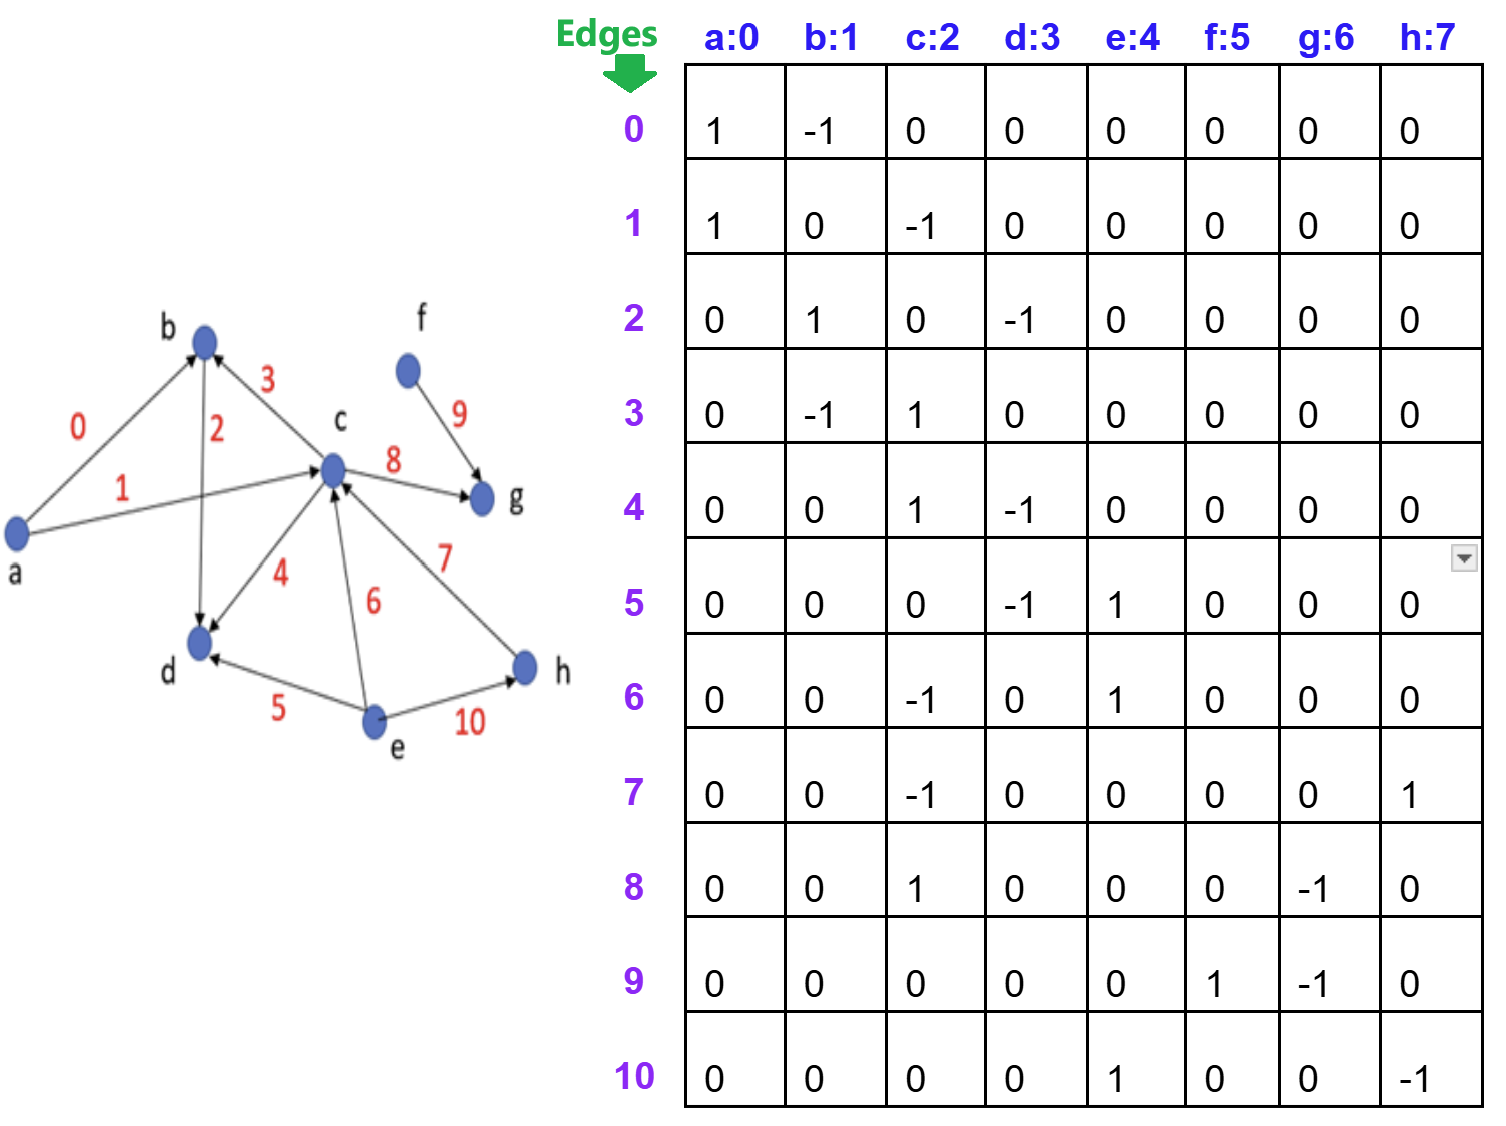 Edges a:0 b:1 c:2 d:3 e:4 f:5 g:6 h:7
0 1 -1 0 0 0 0 0 0
1 1 0 -1 0 0 0 0 0
2 0 1 0 -1 0 0 0 0
3 0 -1 1 0 0 0 0 0
4 0 0 1 -1 0 0 0 0
5 0 0 0 -1 1 0 0 0
6 0 0 -1 0 1 0 0 0
7 0 0 -1 0 0 0 0 1
8 0 0 1 0 0 0 -1 0
9 0 0 0 0 0 1 -1 0
10 0 0 0 0 1 0 0 -1
f
b
3
9
c
0
2
8
1
g
7
4
a
6
d
h
5
10
e